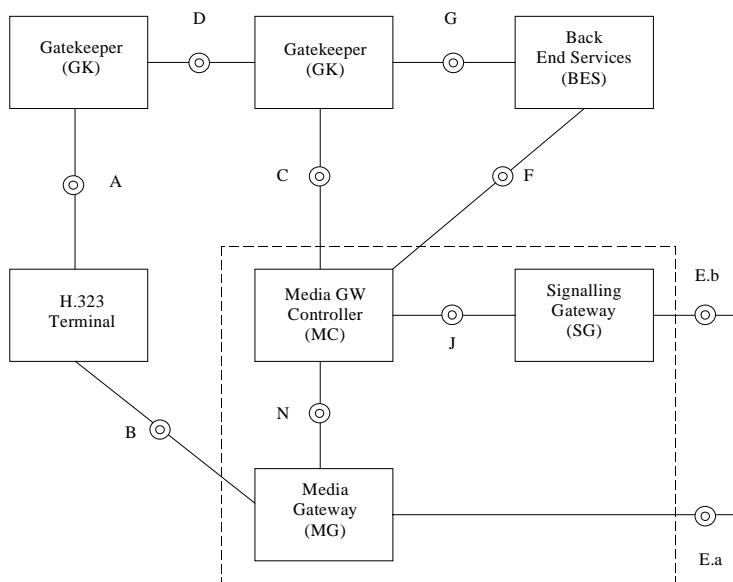 D
G
Gatekeeper
(GK)
Gatekeeper
(GK)
Back
End Services
(BES)
A
C
F
E.b
H.323
Terminal
Media GW
Controller
(MC)
Signalling
Gateway
(SG)
J
N
B
Media
Gateway
(MG)
E.a